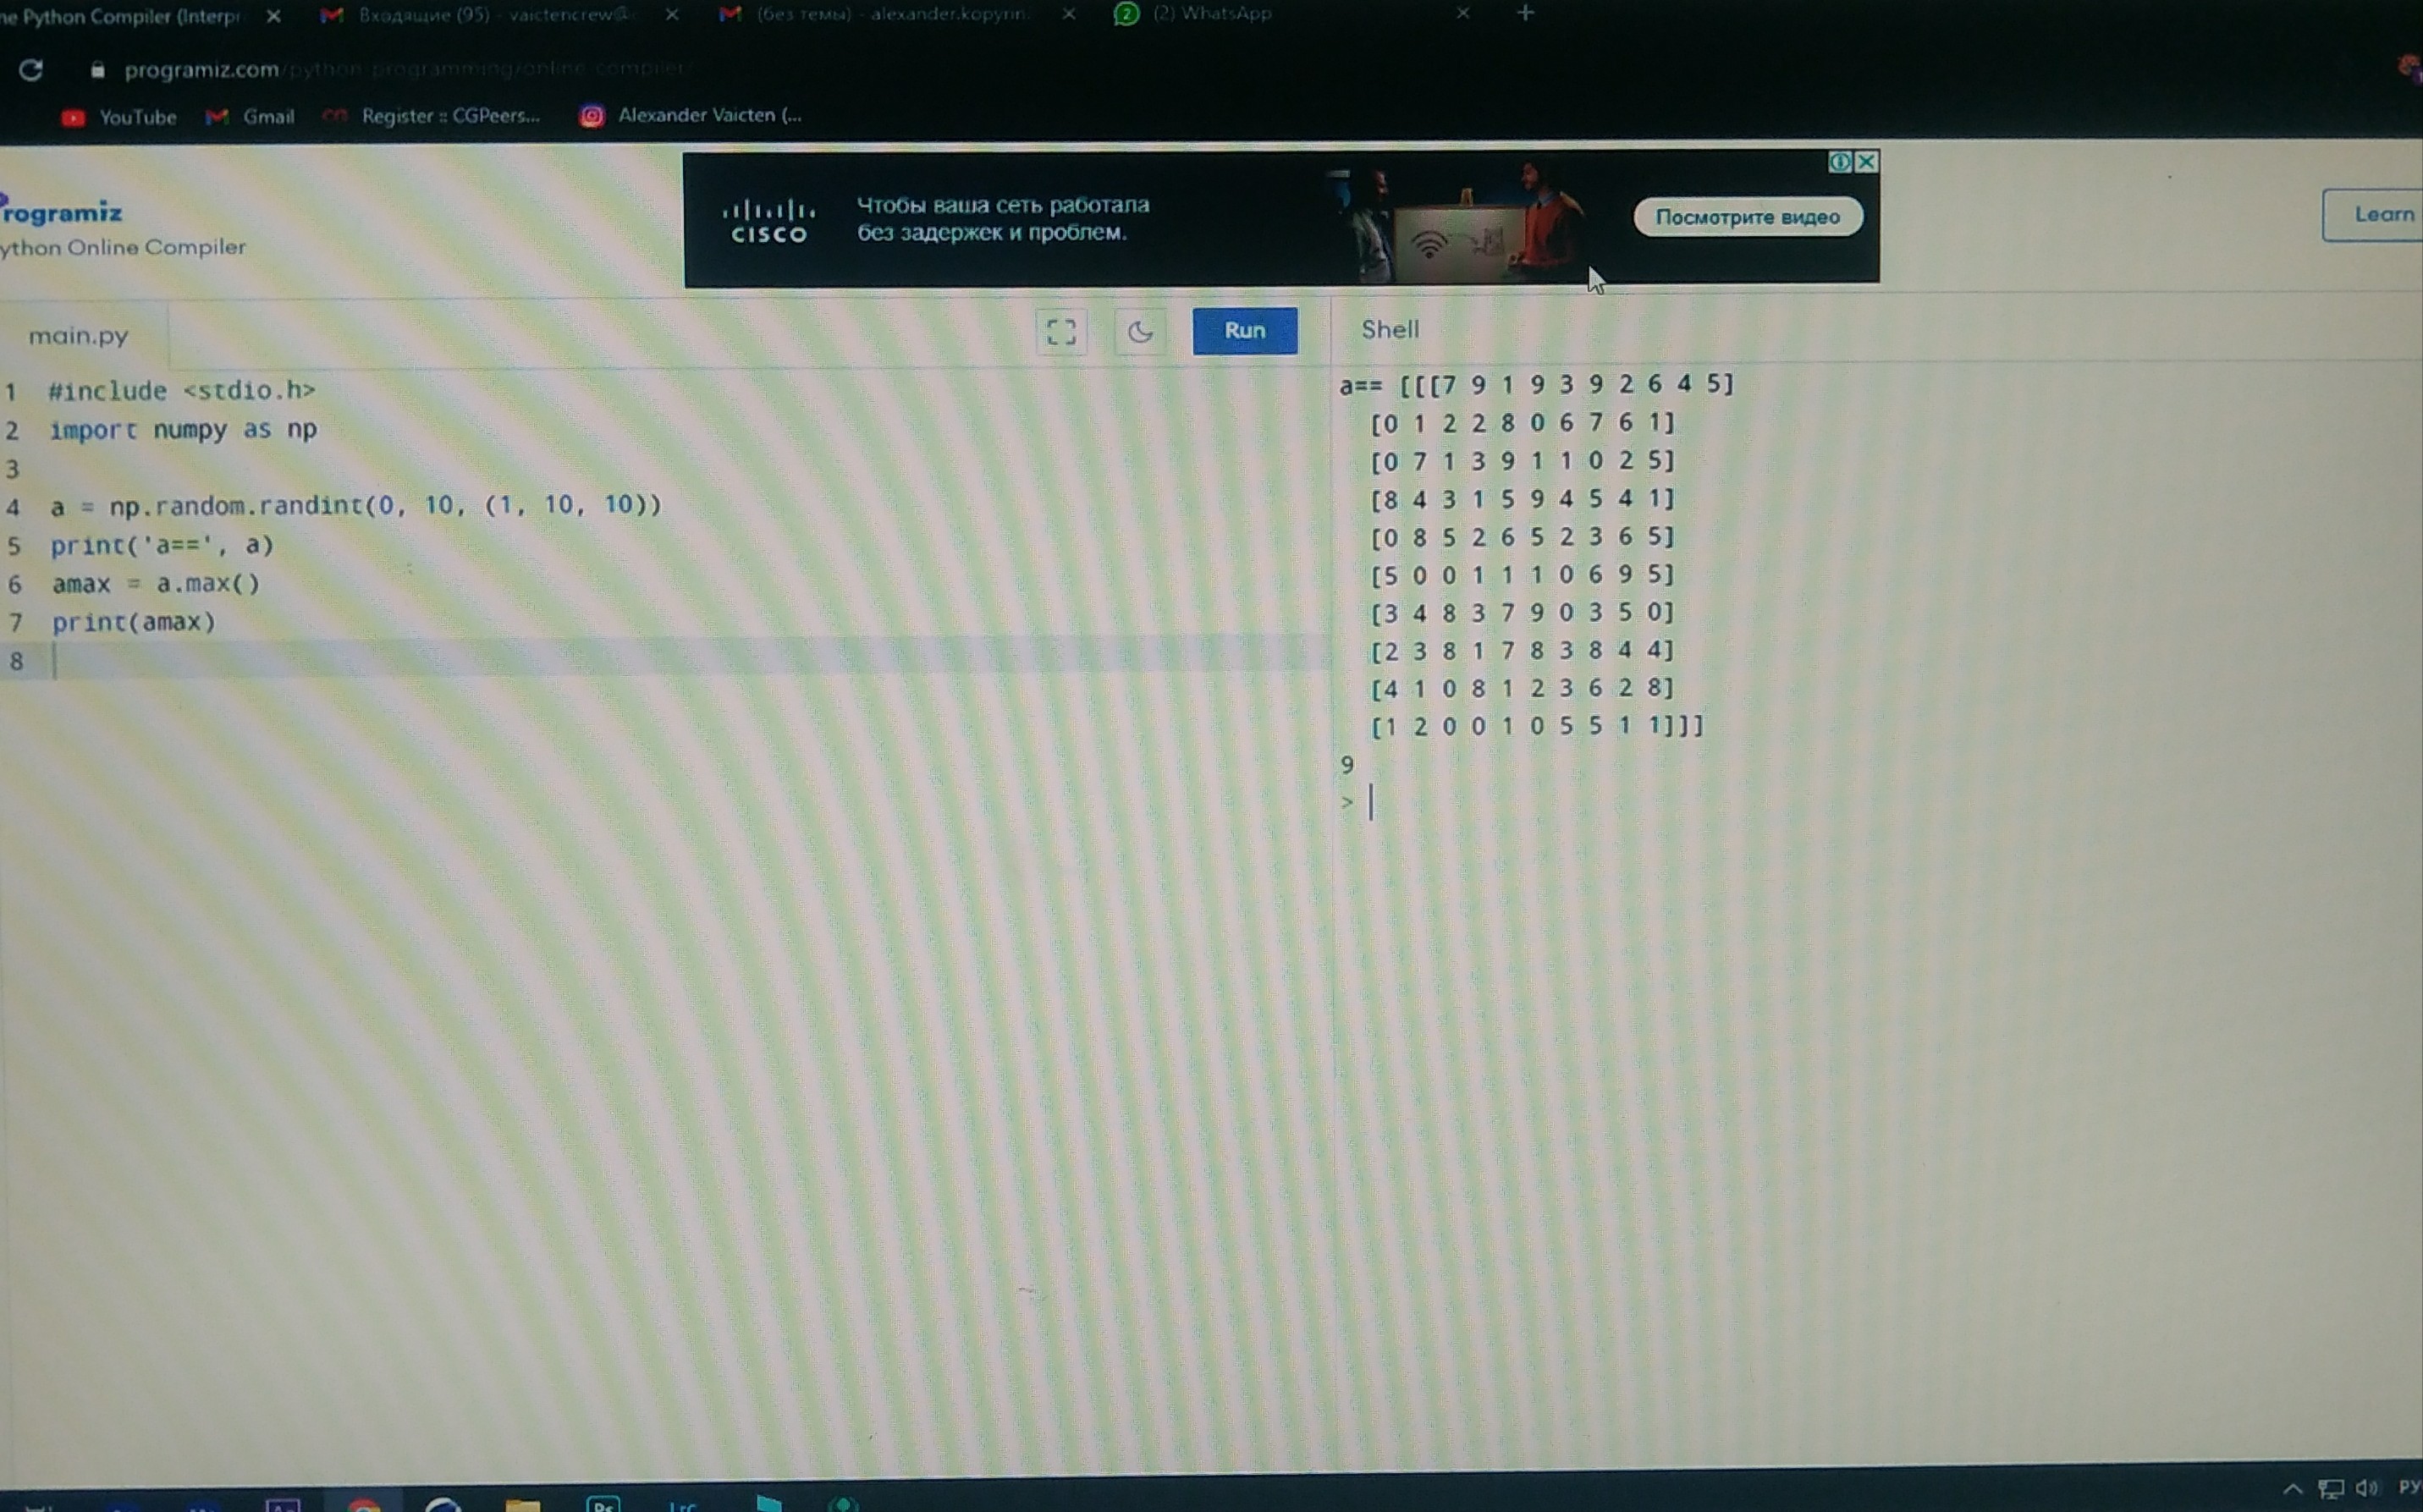 ne Python Compiler (Interpr
Входящие (95) - vaictencrew@
(без темы) - alexander.kopyrin
2 (2) WhatsApp
programiz.com/python-programming/online-compiler/
YouTube
Gmail
Register :: CGPeers...
Alexander Vaicten (...
rogramiz
ython Online Compiler
CISCO
Чтобы ваша сеть работала
без задержек и проблем.
Посмотрите видео
Learn
main.py
Run
1 #include <stdio.h>
2 import numpy as np
3
4 a = np.random.randint(0, 10, (1, 10, 10))
5 print('a==', a)
6 amax = a.max()
7 print(amax)
8
Shell
a== [[[7 9 1 9 3 9 2 6 4 5]
[0 1 2 2 8 0 6 7 6 1]
[0 7 1 3 9 1 1 0 2 5]
[8 4 3 1 5 9 4 5 4 1]
[0 8 5 2 6 5 2 3 6 5]
[5 0 0 1 1 1 0 6 9 5]
[3 4 8 3 7 9 0 3 5 0]
[2 3 8 1 7 8 3 8 4 4]
[4 1 0 8 1 2 3 6 2 8]
[1 2 0 0 1 0 5 5 1 1]]]
9
>
Ps
Lrc
РУ